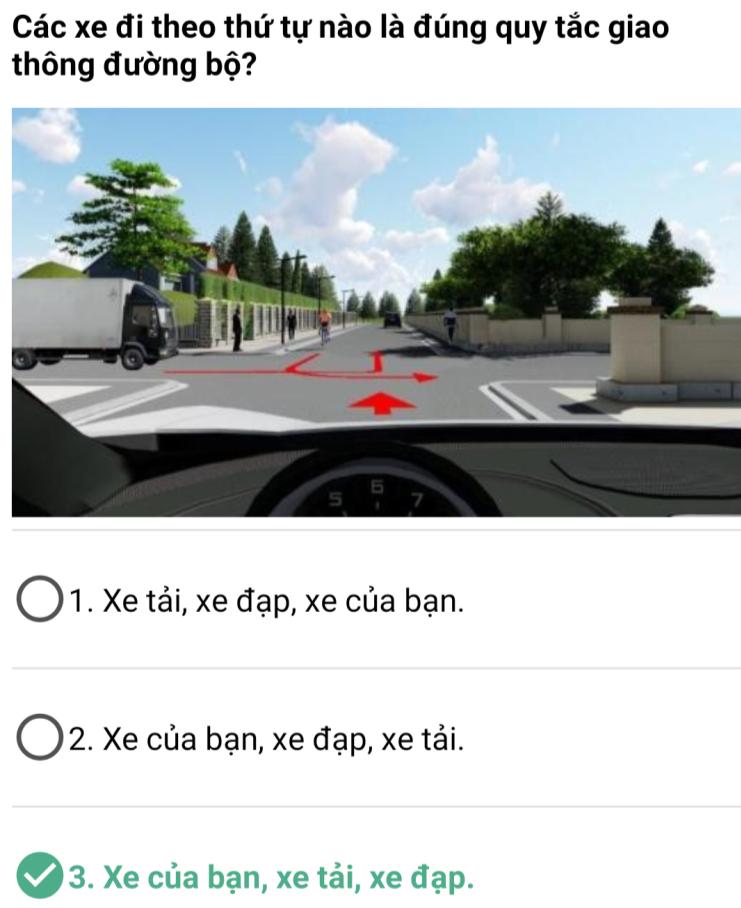 Các xe đi theo thứ tự nào là đúng quy tắc giao
thông đường bộ?
5 6 7
1. Xe tải, xe đạp, xe của bạn.
2. Xe của bạn, xe đạp, xe tải.
3. Xe của bạn, xe tải, xe đạp.